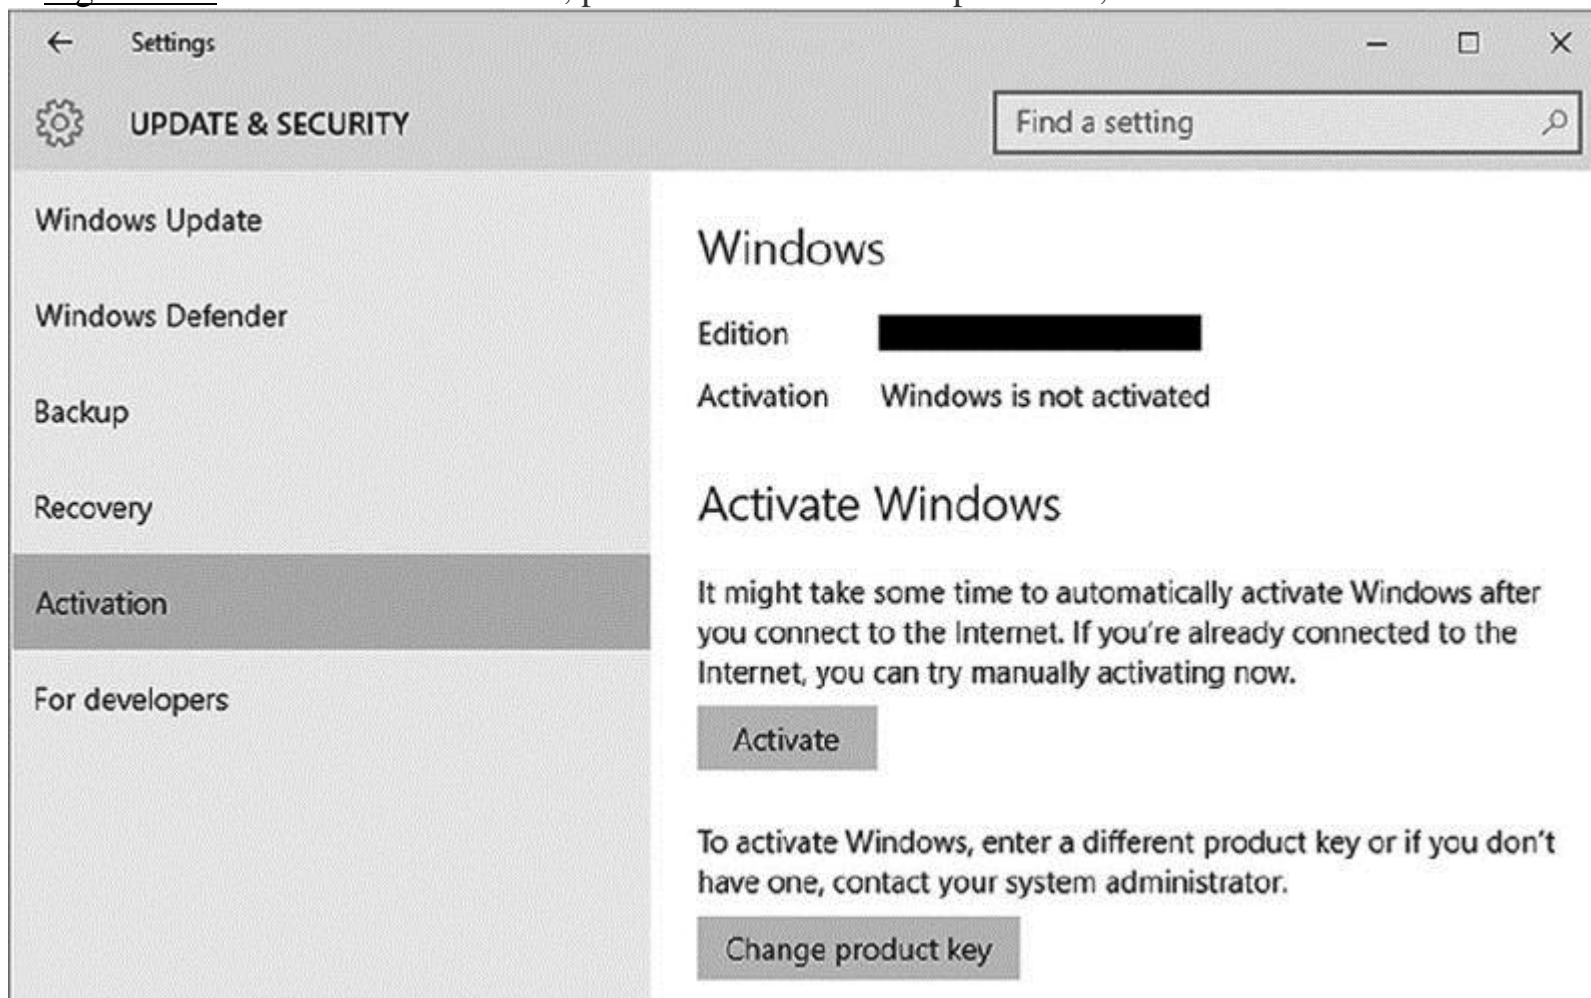 Settings
UPDATE & SECURITY
Find a setting
Windows Update
Windows Defender
Backup
Recovery
Activation
For developers
Windows
Edition
Activation Windows is not activated
Activate Windows
It might take some time to automatically activate Windows after
you connect to the Internet. If you're already connected to the
Internet, you can try manually activating now.
Activate
To activate Windows, enter a different product key or if you don't
have one, contact your system administrator.
Change product key